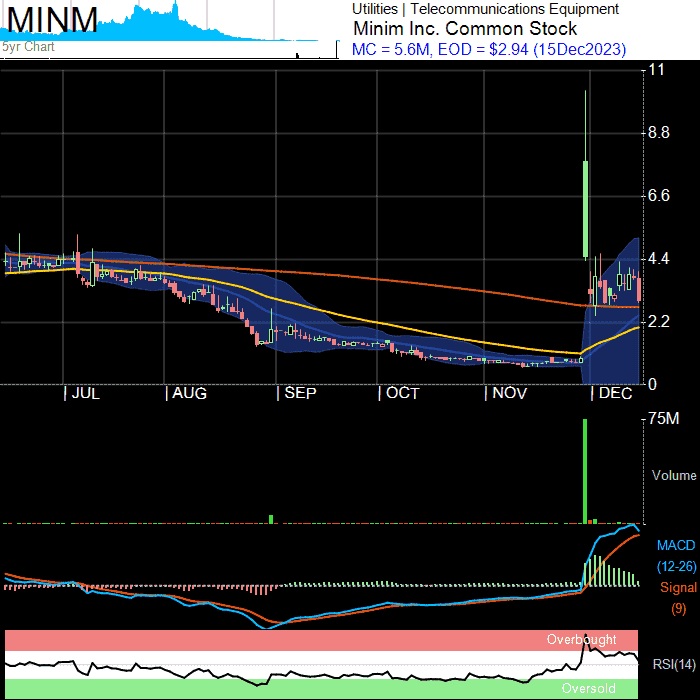 MINM
5yr Chart
Utilities | Telecommunications Equipment
Minim Inc. Common Stock
MC = 5.6M, EOD = $2.94 (15Dec2023)
11
8.8
6.6
4.4
2.2
0
JUL AUG SEP OCT NOV DEC
75M
Volume
MACD
(12-26)
Signal
(9)
Overbought
RSI(14)
Oversold